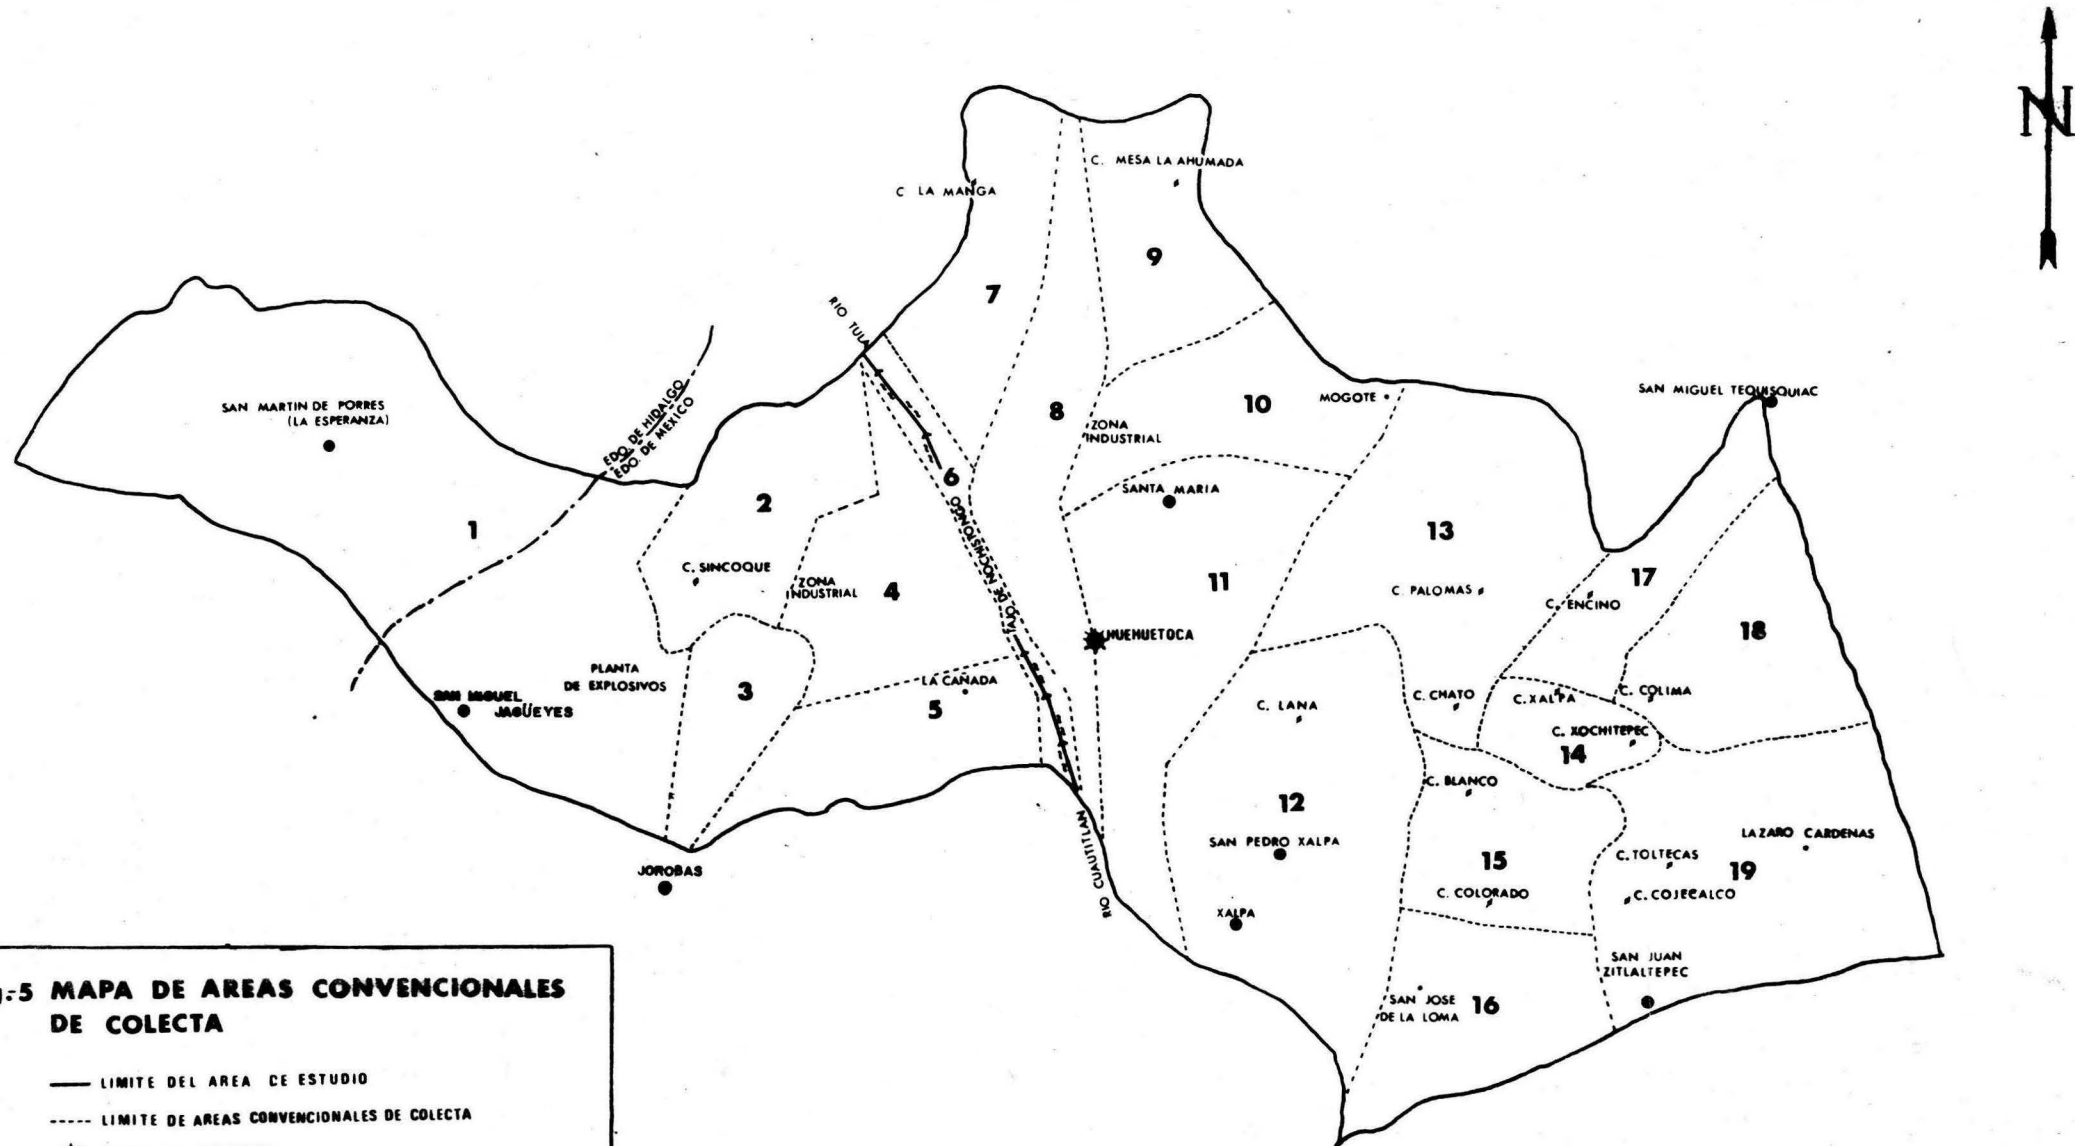 N
C. MESA LA AHUMADA
C LA MANGA
9
7
RIO TULA
SAN MARTIN DE PORRES
(LA ESPERANZA)
EDO. DE HIDALGO
EDO. DE MEXICO
8
ZONA
INDUSTRIAL
10
MOGOTE
SAN MIGUEL TEQUISQUIAC
6
SANTA MARIA
2
1
13
TAJO DE NOCHISTONGO
C. SINCOQUE
ZONA
INDUSTRIAL
4
11
C. PALOMAS
17
C. ENCINO
18
HUEHUETOCA
PLANTA
DE EXPLOSIVOS
3
LA CAÑADA
5
SAN MIGUEL
JAGÜEYES
C. LANA
C. CHATO
C. XALPA
C. COLIMA
C. XOCHITEPEC
14
C. BLANCO
12
SAN PEDRO XALPA
15
C. TOLTECAS
LAZARO CARDENAS
19
C. COLORADO
C. COJECALCO
JOROBAS
RIO CUAUTITLAN
XALPA
SAN JUAN
ZITLALTEPEC
SAN JOSE
DE LA LOMA
16
5 MAPA DE AREAS CONVENCIONALES
DE COLECTA
LIMITE DEL AREA CE ESTUDIO
LIMITE DE AREAS CONVENCIONALES DE COLECTA